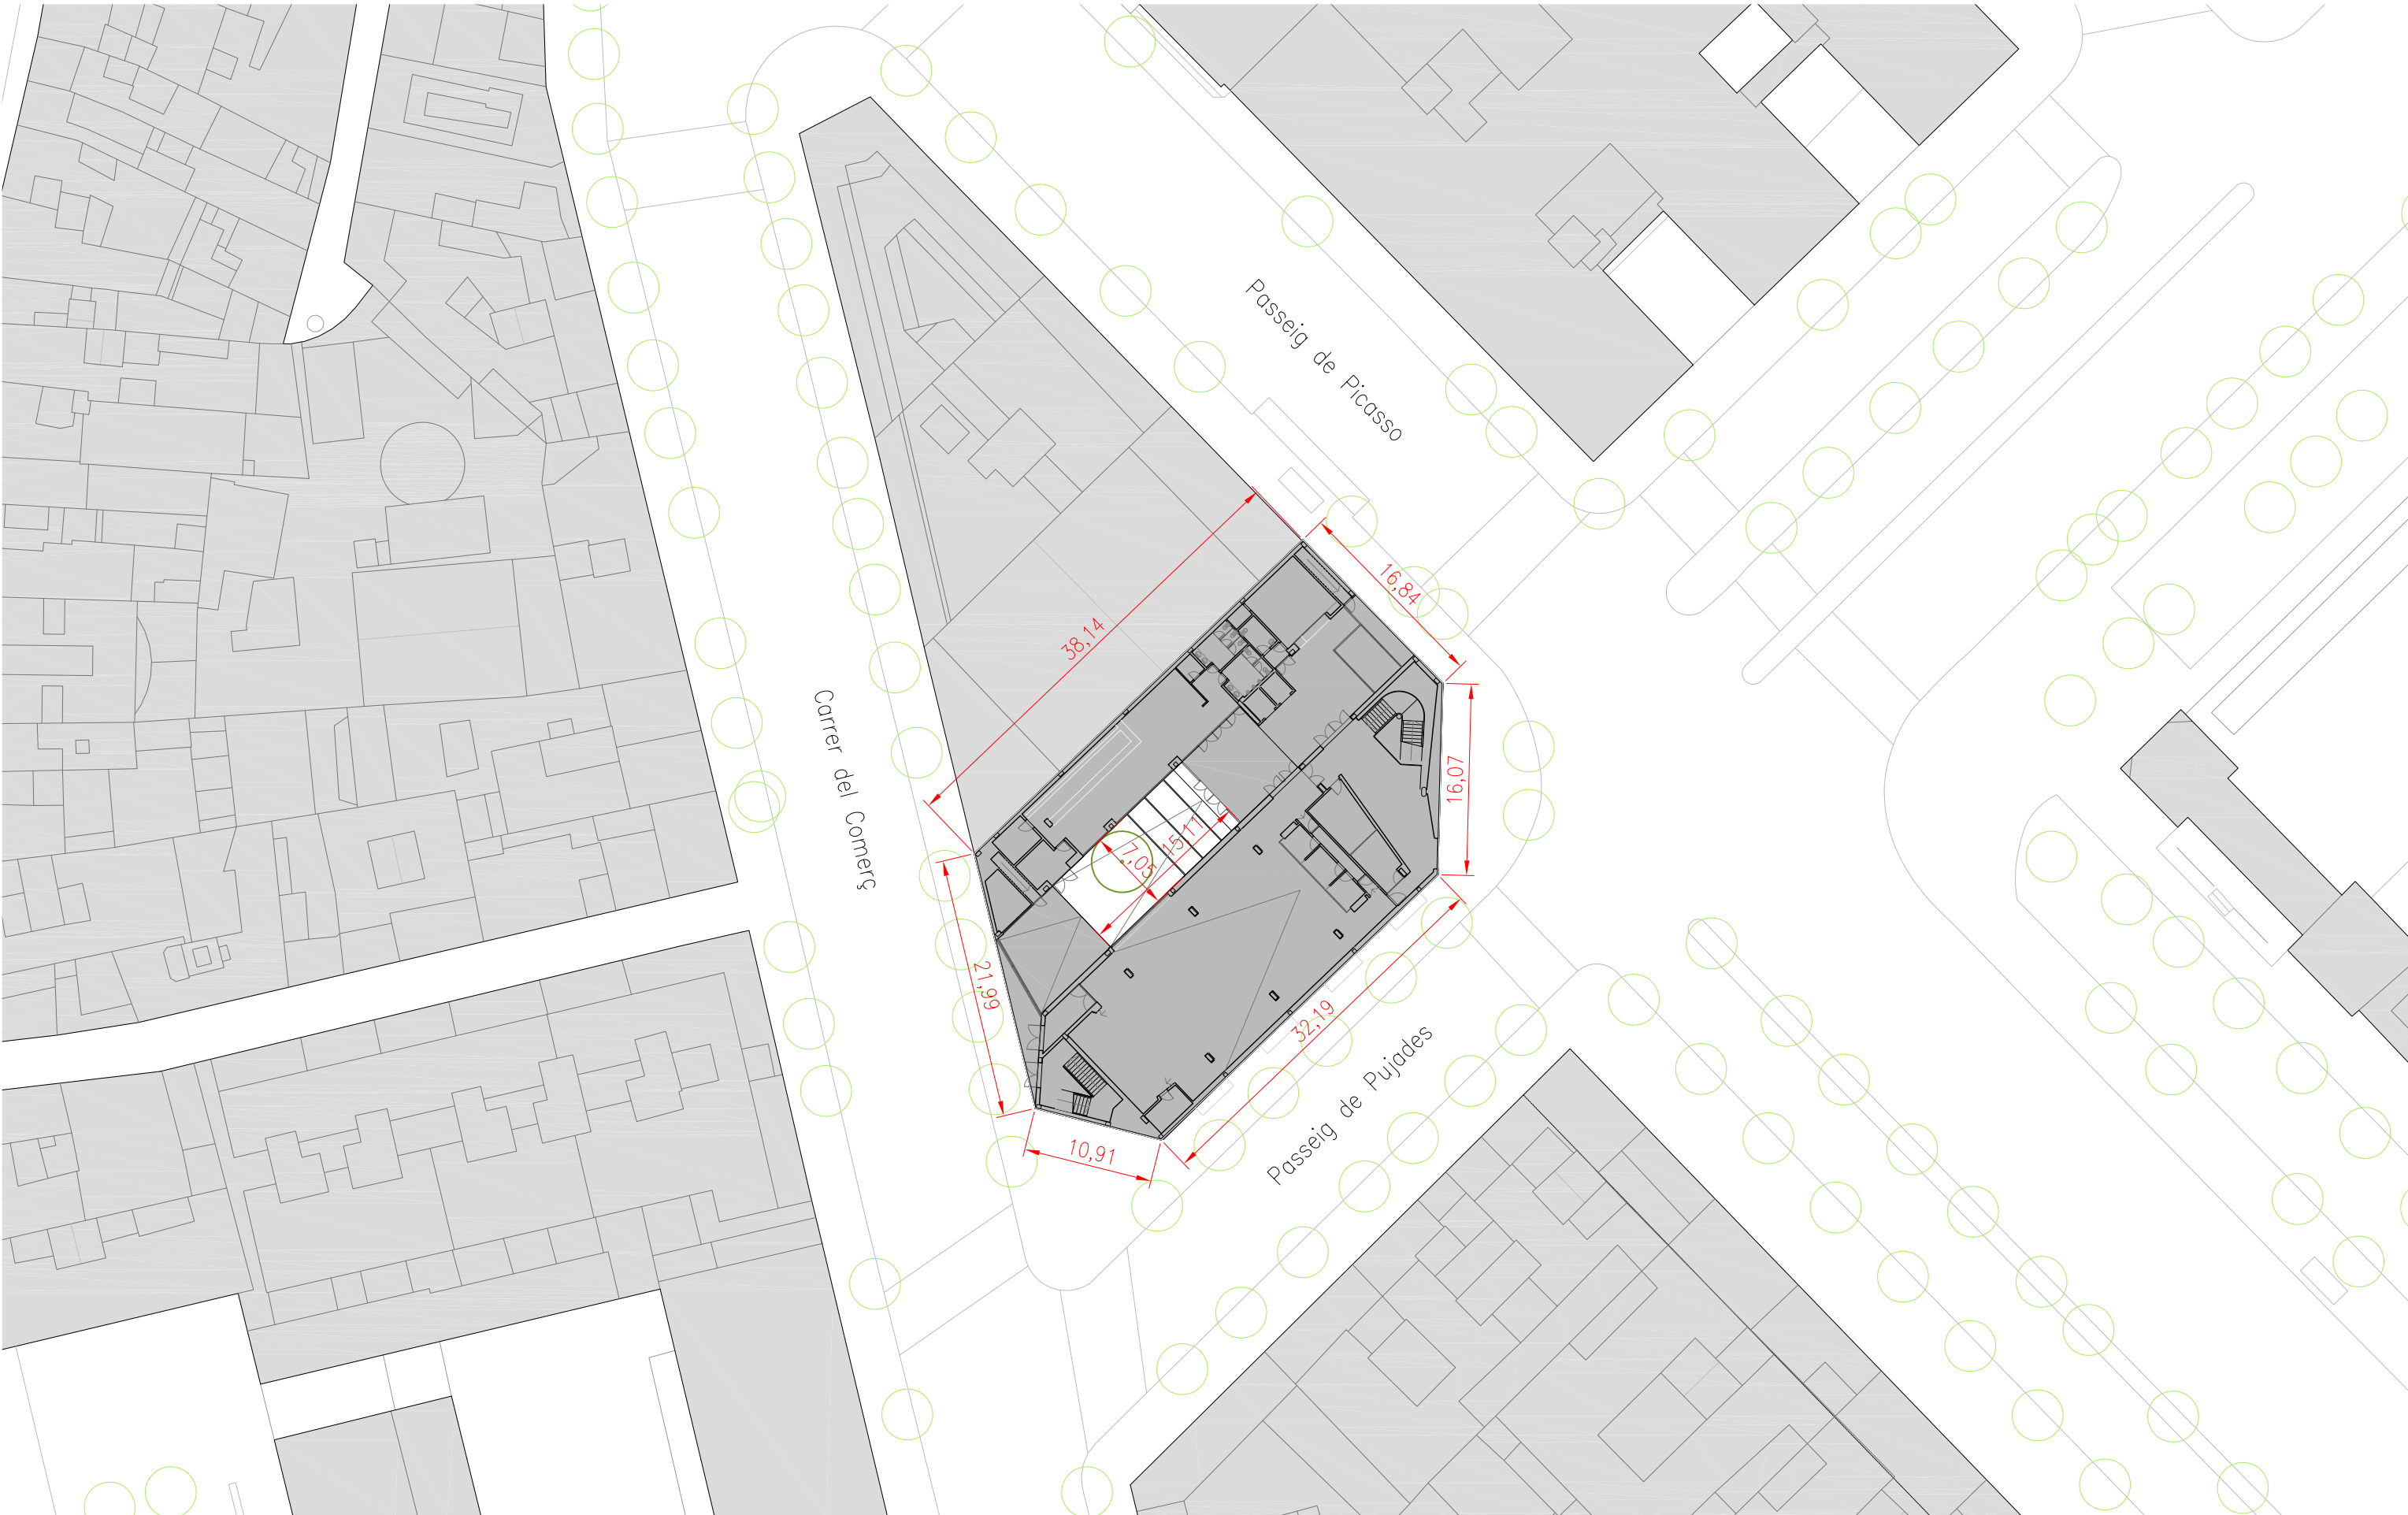 Passeig de Picasso
16,84
38,14
Carrer del Comerç
16,07
15,11
7,05
21,99
32,19
Passeig de Pujades
10,91